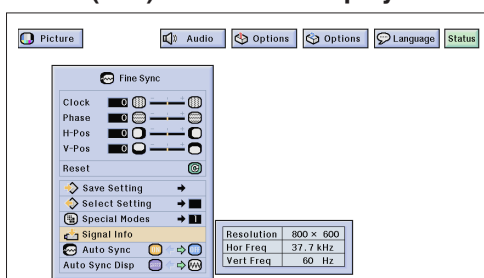 Picture Audio Options Options Language Status
Fine Sync
Clock 0
Phase 0
H-Pos 0
V-Pos 0
Reset
Save Setting
Select Setting
Special Modes
Signal Info
Auto Sync
Auto Sync Disp
Resolution 800 × 600
Hor Freq 37.7 kHz
Vert Freq 60 Hz